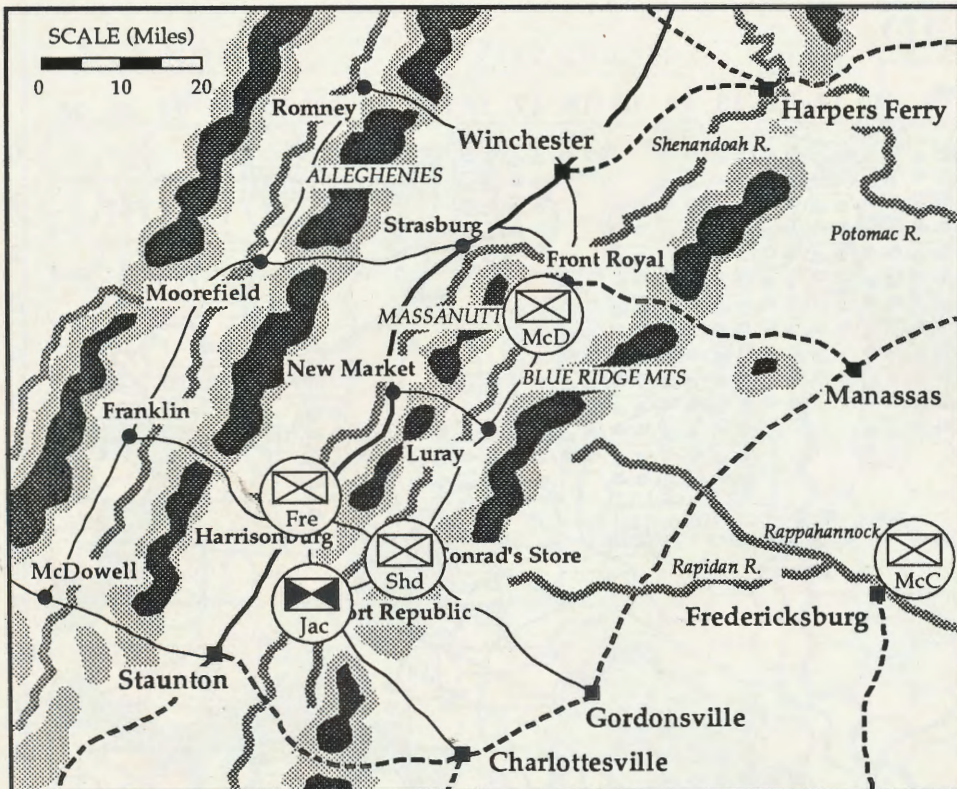 SCALE (Miles)
0 10 20
Romney
Harpers Ferry
Winchester
Shenandoah R.
ALLEGHENIES
Strasburg
Potomac R.
Front Royal
Moorefield
MASSANUTT
McD
New Market
BLUE RIDGE MTS
Manassas
Franklin
Luray
Fre
Harrisonburg
Rappahannock
Conrad's Store
Shd
Rapidan R.
McC
McDowell
Fredericksburg
ort Republic
Jac
Staunton
Gordonsville
Charlottesville